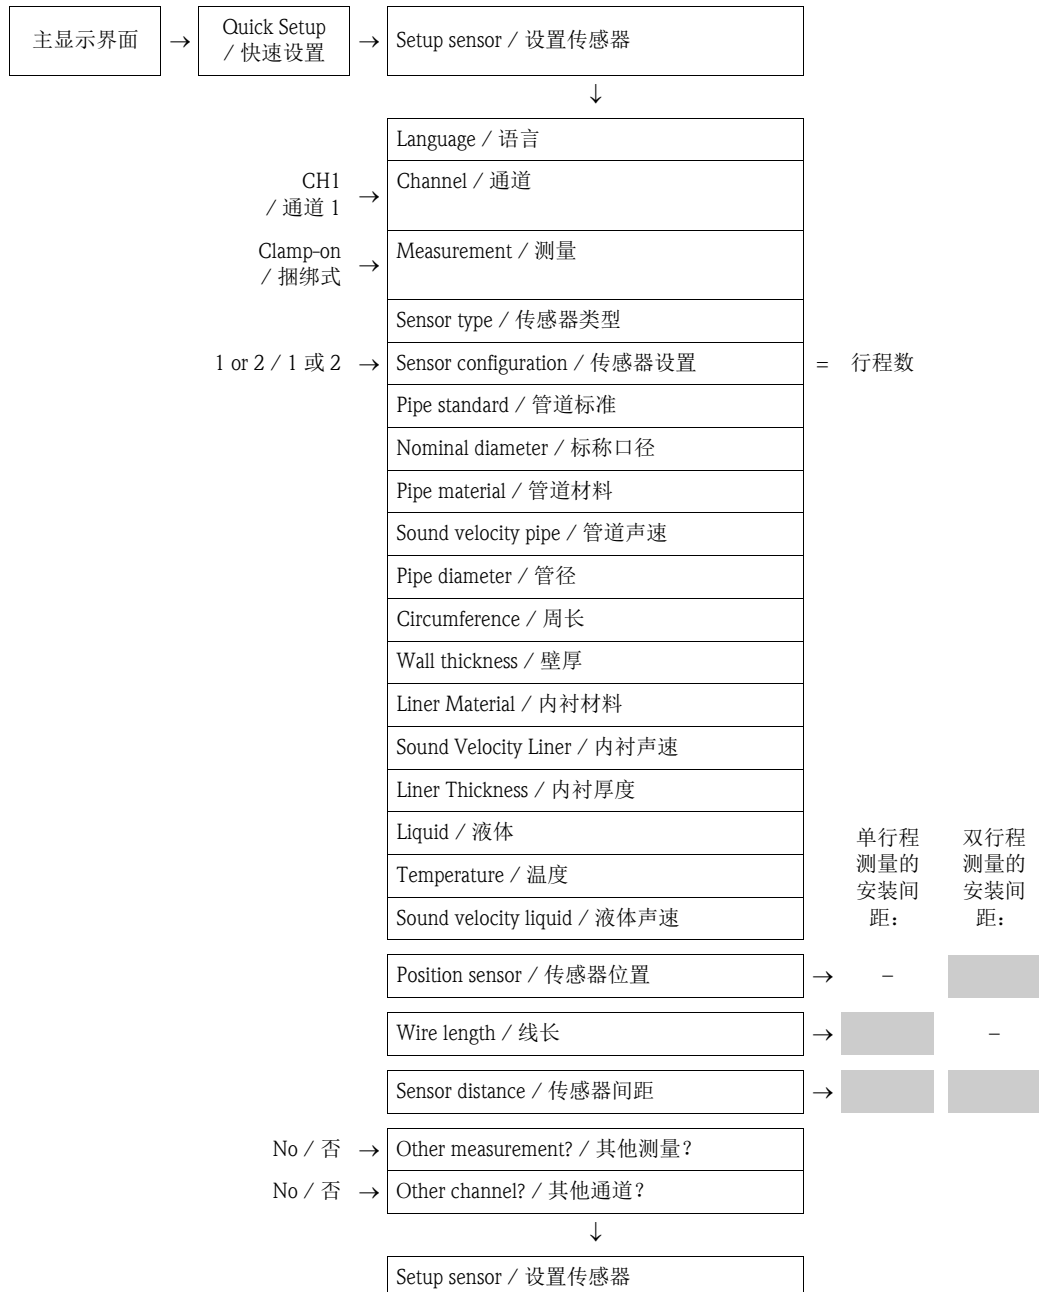 主显示界面 → Quick Setup → Setup sensor / 设置传感器
/ 快速设置
↓
Language / 语言
CH1 → Channel / 通道
/ 通道 1
Clamp-on → Measurement / 测量
/ 捆绑式
Sensor type / 传感器类型
1 or 2 / 1 或 2 → Sensor configuration / 传感器设置 = 行程数
Pipe standard / 管道标准
Nominal diameter / 标称口径
Pipe material / 管道材料
Sound velocity pipe / 管道声速
Pipe diameter / 管径
Circumference / 周长
Wall thickness / 壁厚
Liner Material / 内衬材料
Sound Velocity Liner / 内衬声速
Liner Thickness / 内衬厚度
Liquid / 液体
Temperature / 温度
Sound velocity liquid / 液体声速
单行程
测量的
安装间
距：
双行程
测量的
安装间
距：
Position sensor / 传感器位置 → –
Wire length / 线长 → –
Sensor distance / 传感器间距 →
No / 否 → Other measurement? / 其他测量？
No / 否 → Other channel? / 其他通道？
↓
Setup sensor / 设置传感器